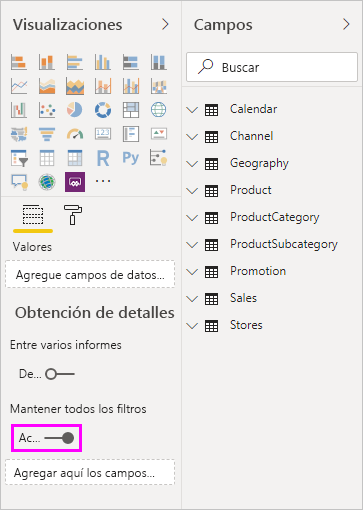 Visualizaciones
R
Py
123
Valores
Agregue campos de datos...
Obtención de detalles
Entre varios informes
De...
Mantener todos los filtros
Ac...
Agregar aquí los campos...
Campos
Buscar
Calendar
Channel
Geography
Product
ProductCategory
ProductSubcategory
Promotion
Sales
Stores